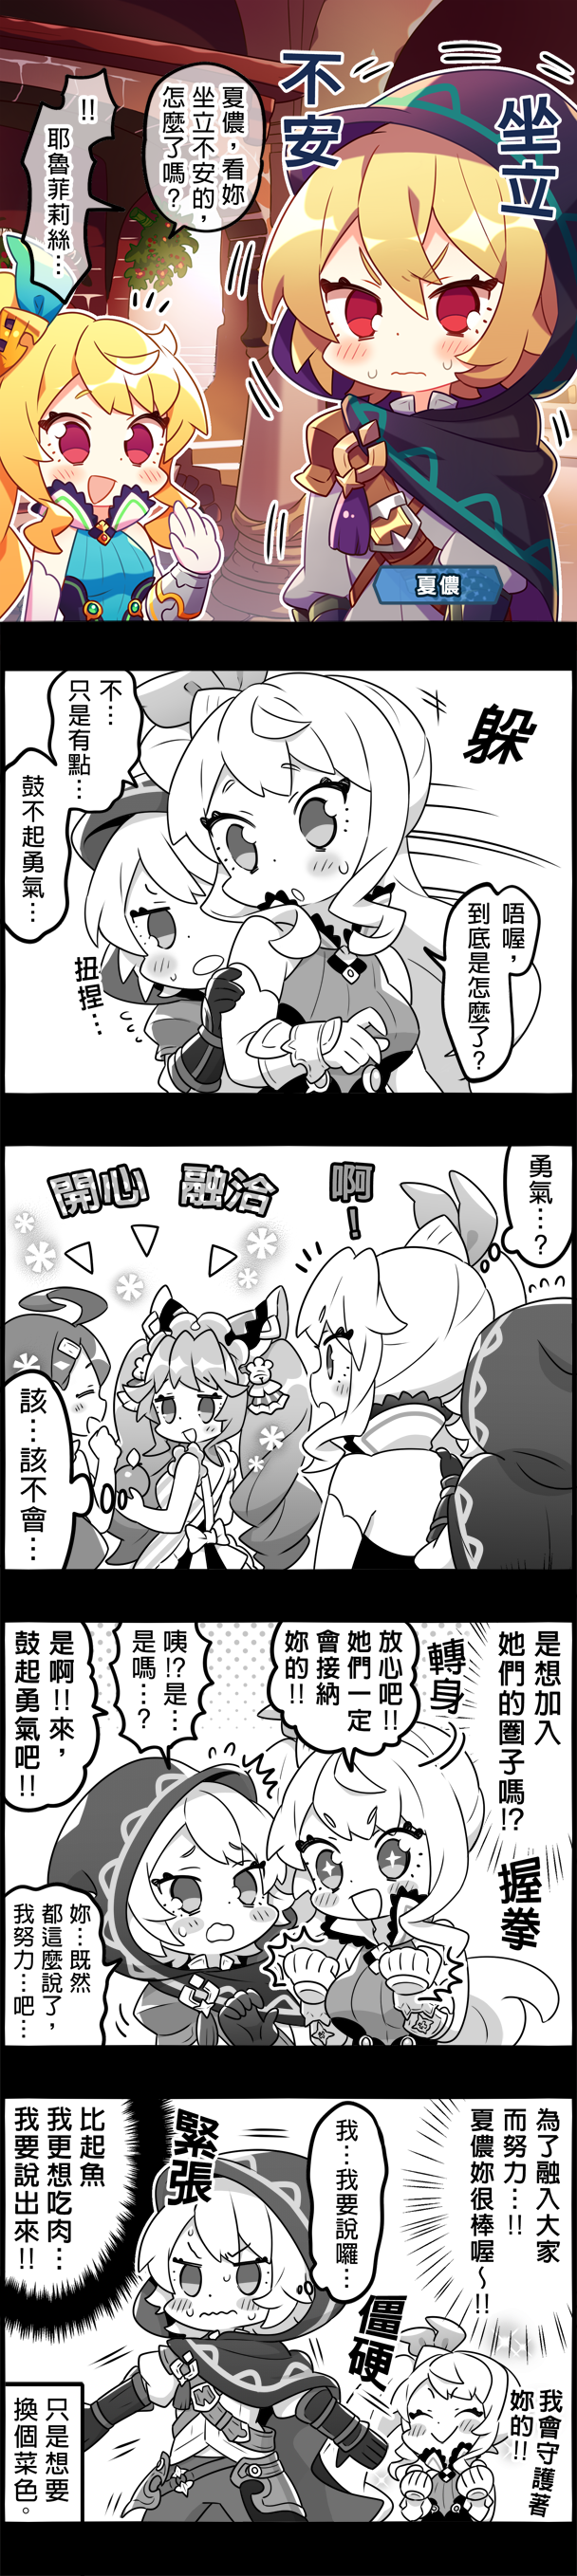 坐立
不安
夏儂，看妳
坐立不安的，
怎麼了嗎？
!!
耶魯菲莉絲…
夏儂
躲
唔喔，
到底是怎麼了？
不…
只是有點…
鼓不起勇氣…
扭捏…
勇氣…？
開心 融洽 啊！
該…該不會…
是想加入
她們的圈子嗎!?
轉身
握拳
放心吧!!
她們一定
會接納
妳的!!
咦!?是…
是嗎…？
是啊!!來，
鼓起勇氣吧!!
妳…既然
都這麼說了，
我努力…吧…
為了融入大家
而努力…!!
夏儂妳很棒喔～!!
我會守護著
妳的!!
我…我要說囉…
緊張
僵硬
比起魚
我更想吃肉…
我要說出來!!
只是想要
換個菜色。